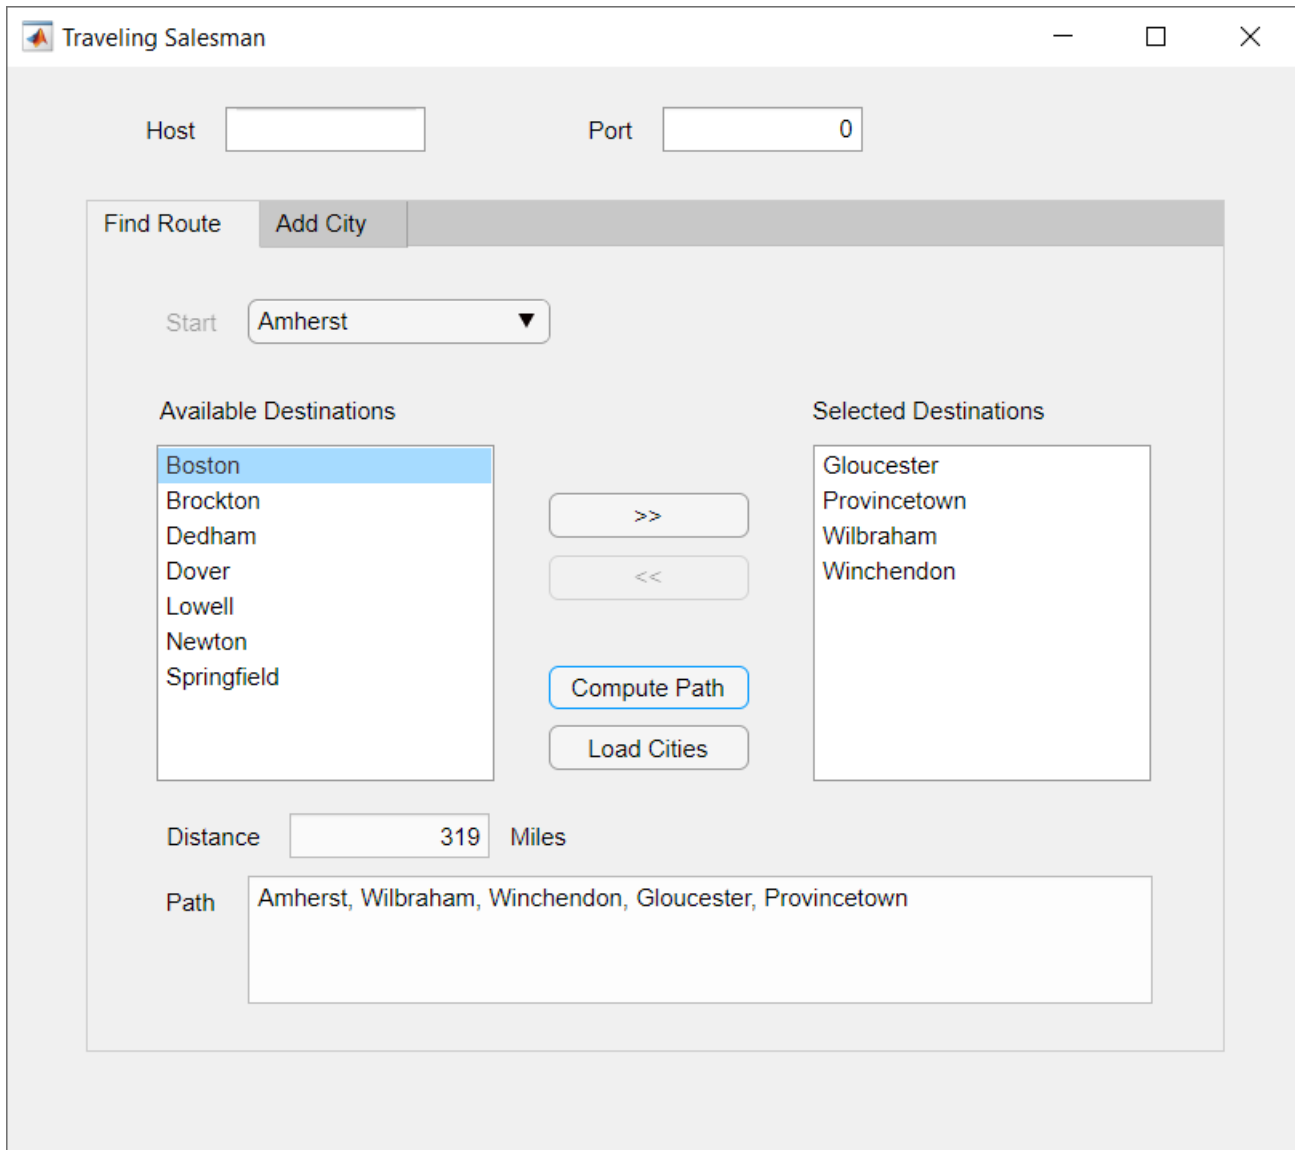 Traveling Salesman
Host
Port 0
Find Route Add City
Start Amherst
Available Destinations
Boston
Brockton
Dedham
Dover
Lowell
Newton
Springfield
>>
<<
Compute Path
Load Cities
Selected Destinations
Gloucester
Provincetown
Wilbraham
Winchendon
Distance 319 Miles
Path Amherst, Wilbraham, Winchendon, Gloucester, Provincetown